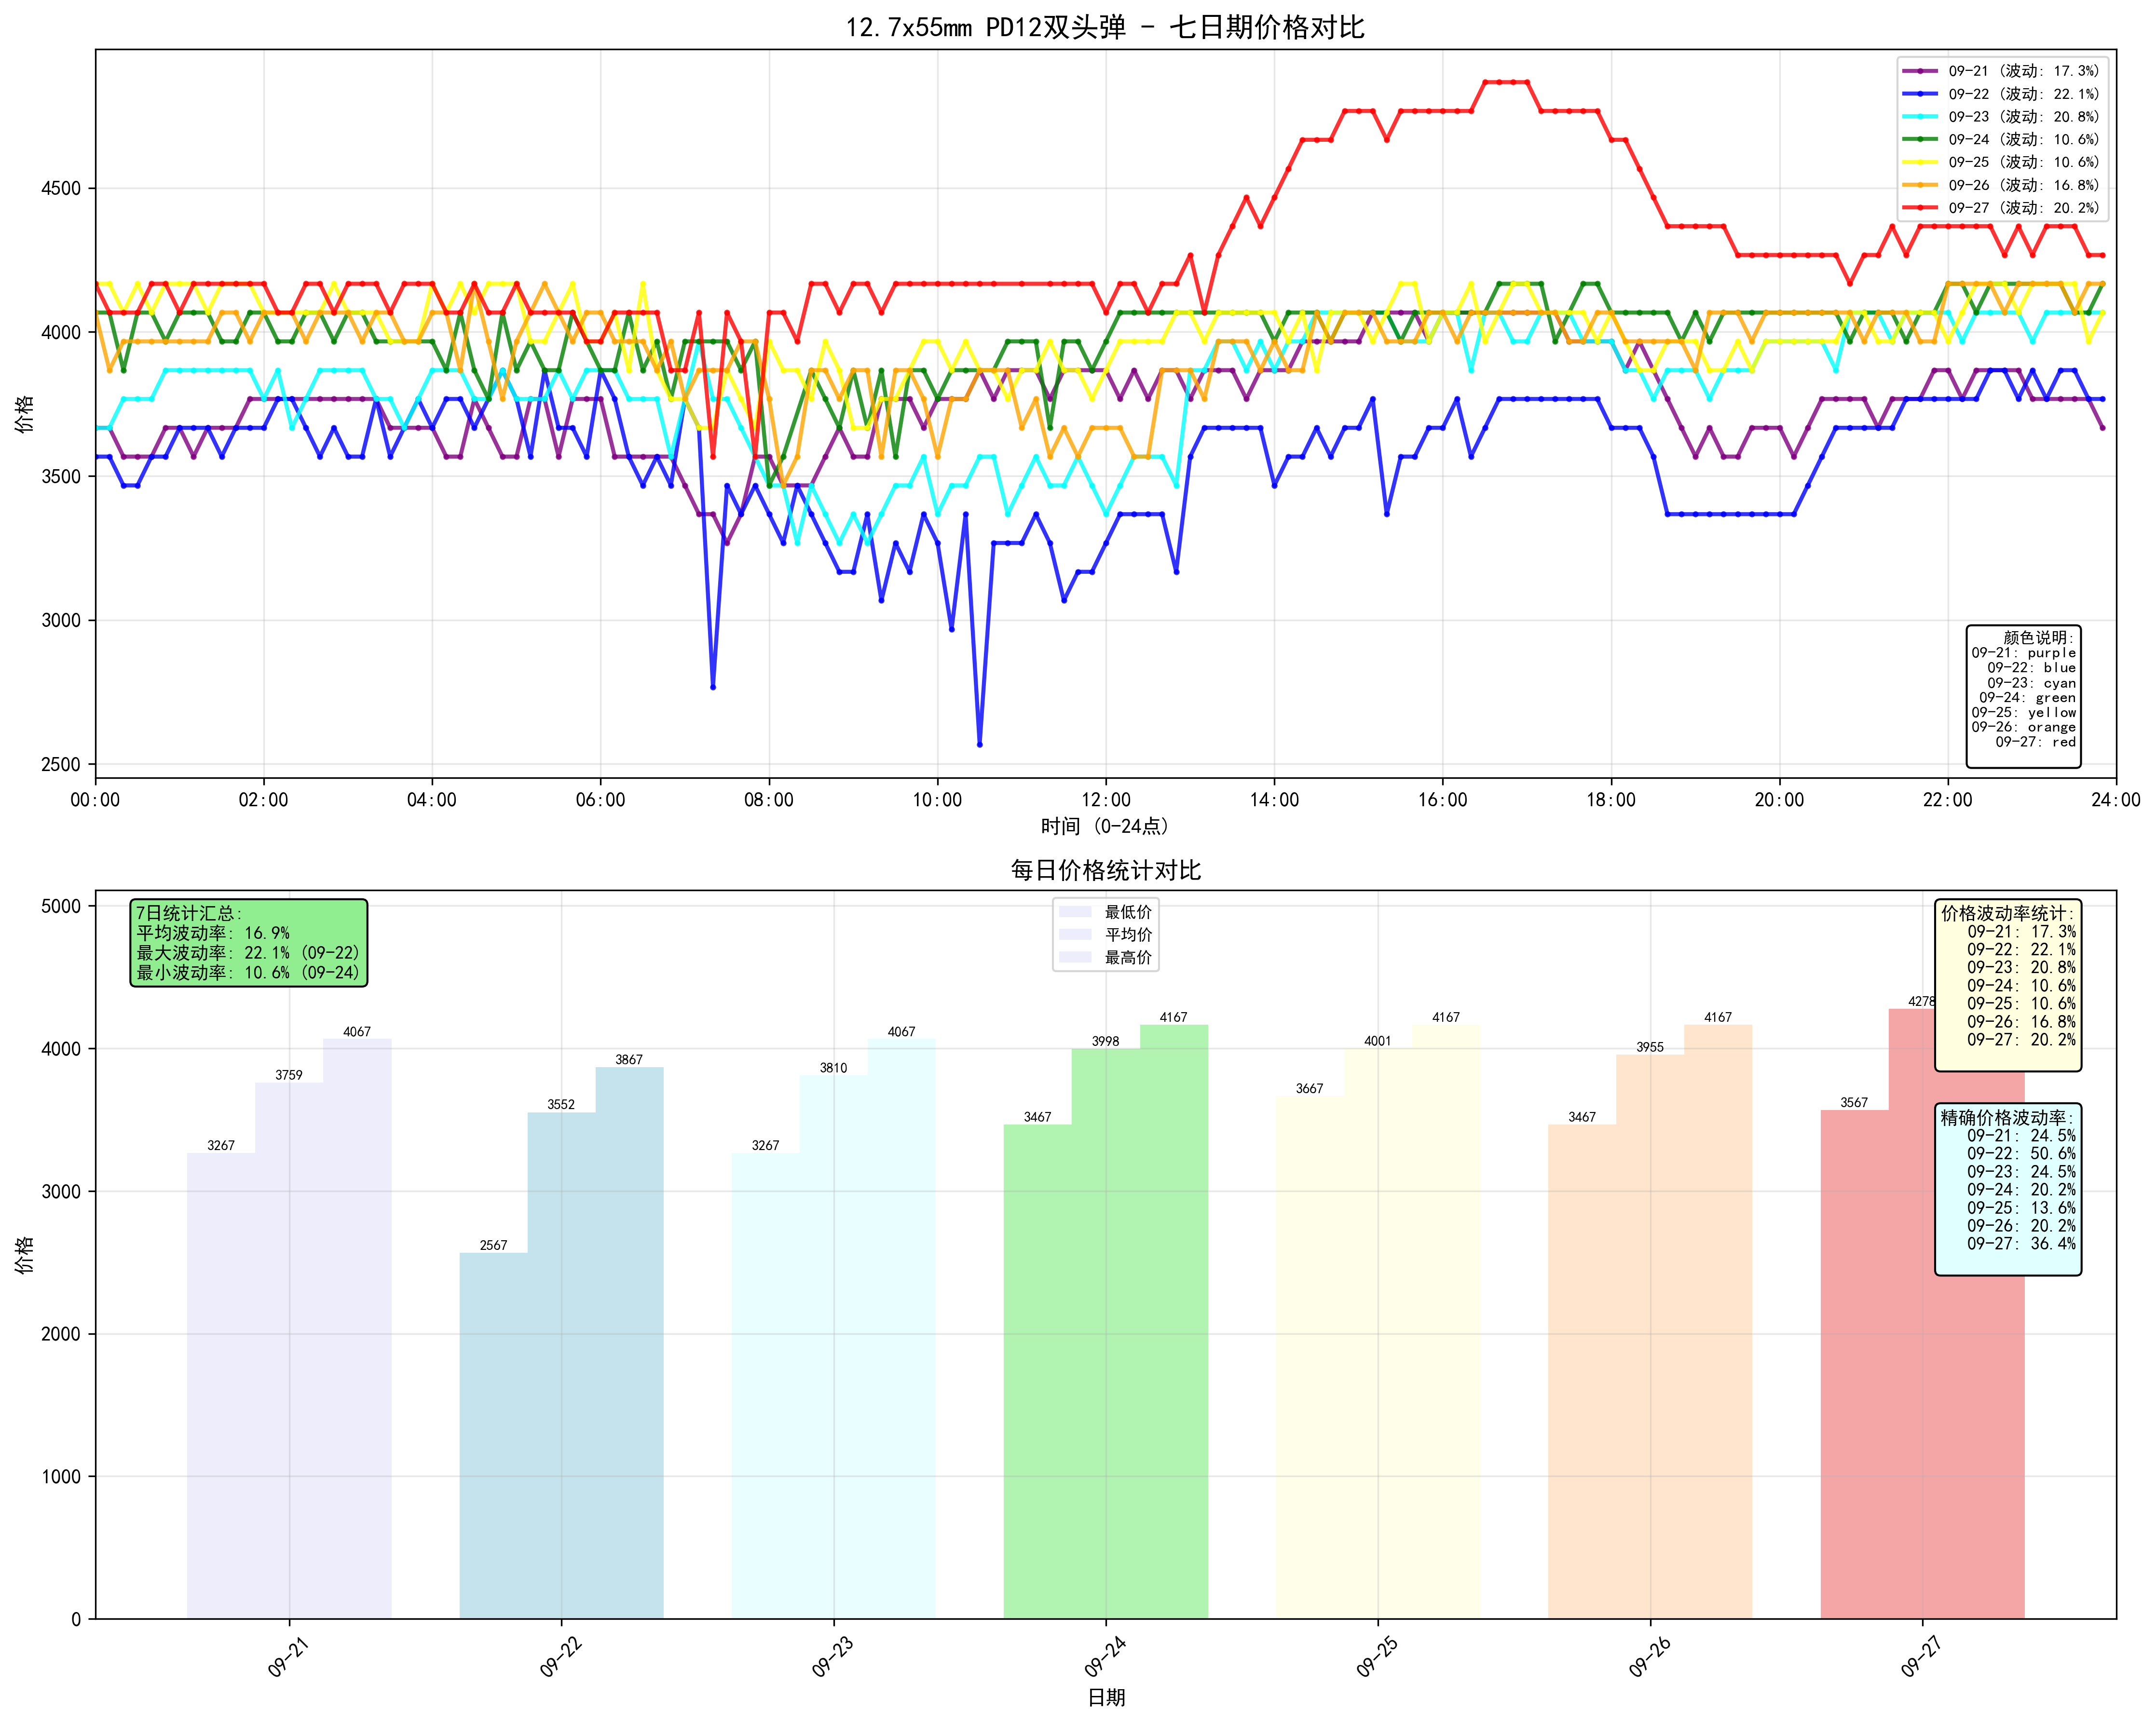 12.7x55mm PD12双头弹 - 七日期价格对比
09-21 (波动: 17.3%)
09-22 (波动: 22.1%)
09-23 (波动: 20.8%)
09-24 (波动: 10.6%)
09-25 (波动: 10.6%)
09-26 (波动: 16.8%)
09-27 (波动: 20.2%)
价格
4500
4000
3500
3000
2500
颜色说明:
09-21: purple
09-22: blue
09-23: cyan
09-24: green
09-25: yellow
09-26: orange
09-27: red
00:00 02:00 04:00 06:00 08:00 10:00 12:00 14:00 16:00 18:00 20:00 22:00 24:00
时间 (0-24点)
每日价格统计对比
7日统计汇总:
平均波动率: 16.9%
最大波动率: 22.1% (09-22)
最小波动率: 10.6% (09-24)
最低价
平均价
最高价
价格波动率统计:
09-21: 17.3%
09-22: 22.1%
09-23: 20.8%
09-24: 10.6%
09-25: 10.6%
09-26: 16.8%
09-27: 20.2%
精确价格波动率:
09-21: 24.5%
09-22: 50.6%
09-23: 24.5%
09-24: 20.2%
09-25: 13.6%
09-26: 20.2%
09-27: 36.4%
价格
5000
4000
3000
2000
1000
0
3267 3759 4067
2567 3552 3867
3267 3810 4067
3467 3998 4167
3667 4001 4167
3467 3955 4167
3567 4278
09-21 09-22 09-23 09-24 09-25 09-26 09-27
日期